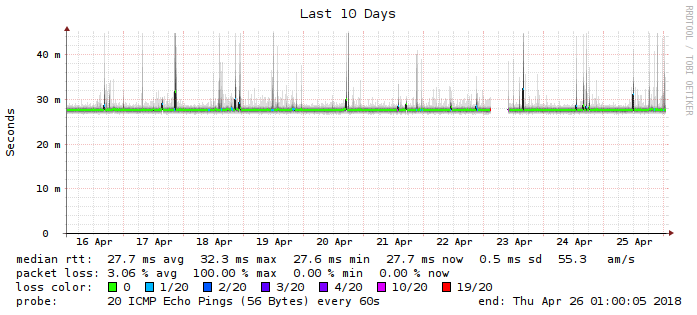 Last 10 Days
RRDTOOL / TOBI OETIKER
Seconds
40 m
30 m
20 m
10 m
0
16 Apr 17 Apr 18 Apr 19 Apr 20 Apr 21 Apr 22 Apr 23 Apr 24 Apr 25 Apr
median rtt: 27.7 ms avg 32.3 ms max 27.6 ms min 27.7 ms now 0.5 ms sd 55.3 am/s
packet loss: 3.06 % avg 100.00 % max 0.00 % min 0.00 % now
loss color: 0 1/20 2/20 3/20 4/20 10/20 19/20
probe: 20 ICMP Echo Pings (56 Bytes) every 60s end: Thu Apr 26 01:00:05 2018